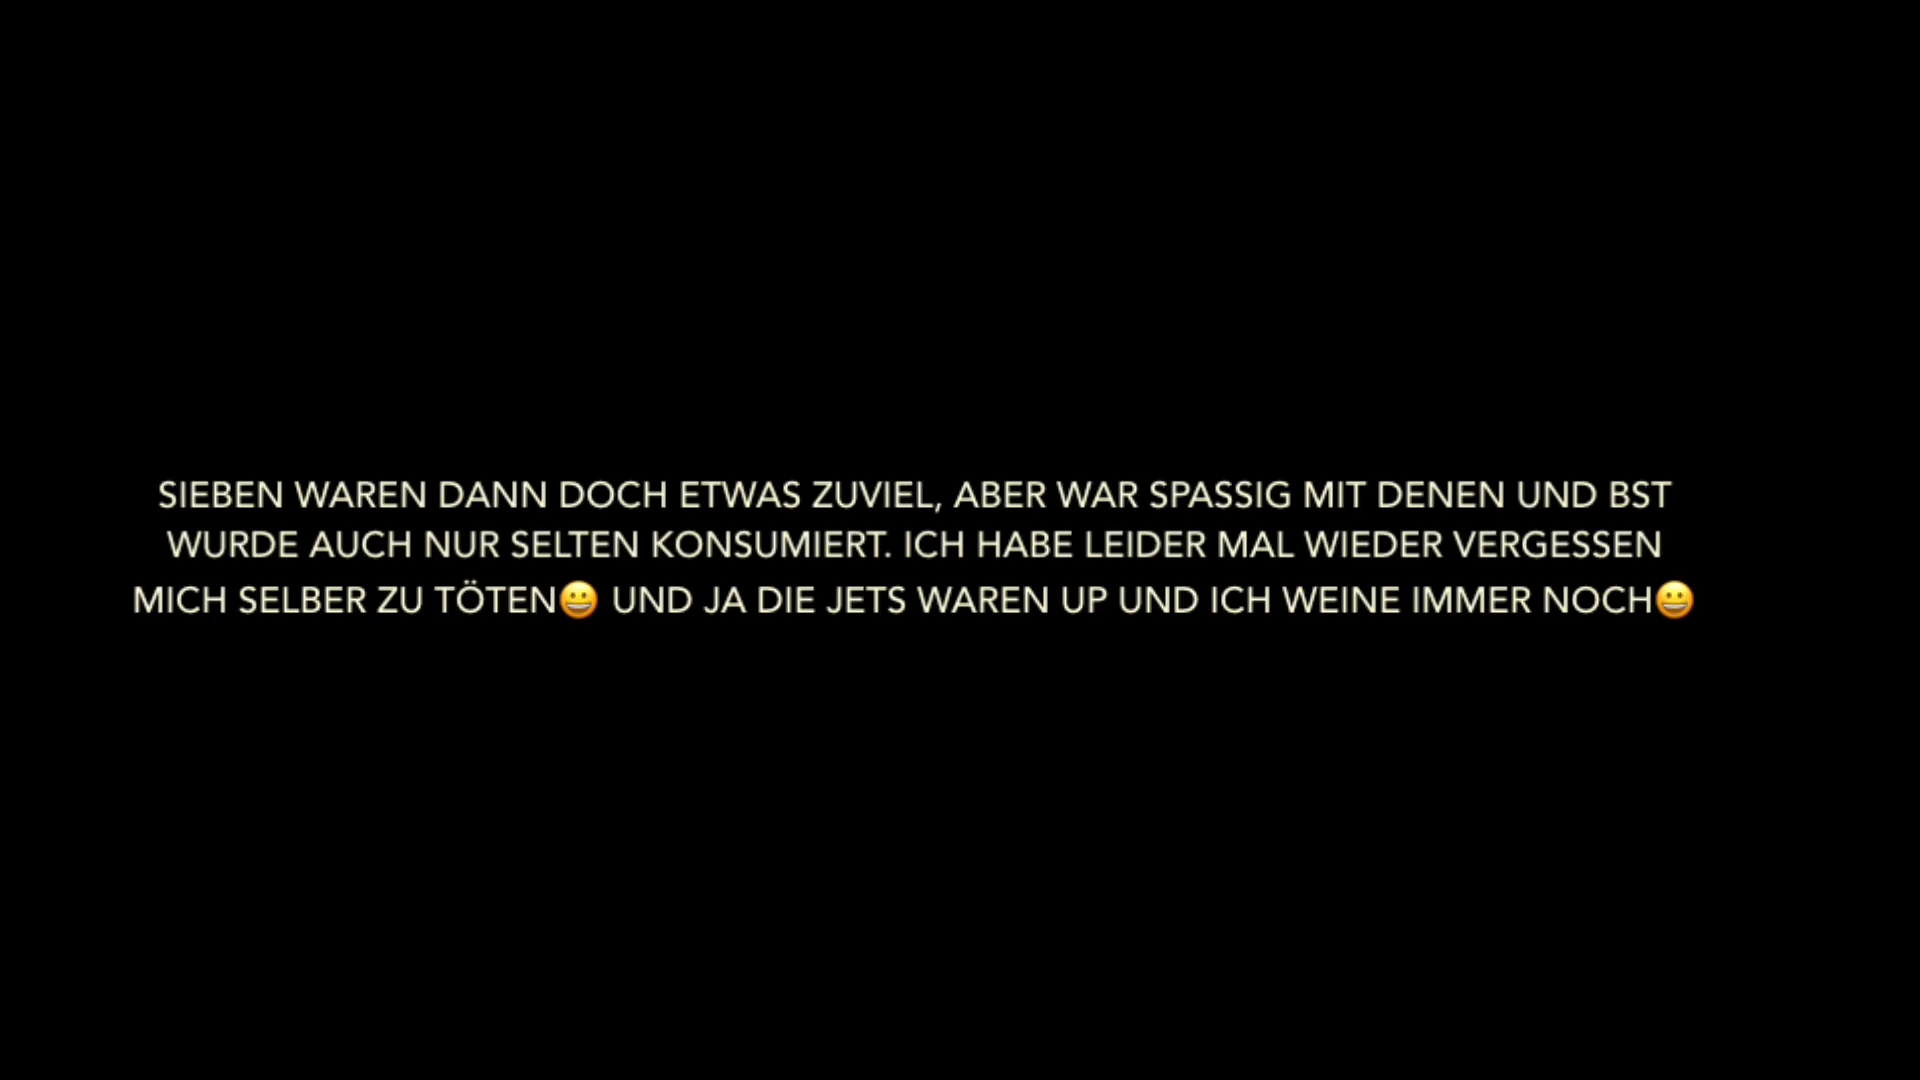 SIEBEN WAREN DANN DOCH ETWAS ZUVIEL, ABER WAR SPASSIG MIT DENEN UND BST
WURDE AUCH NUR SELTEN KONSUMIERT. ICH HABE LEIDER MAL WIEDER VERGESSEN
MICH SELBER ZU TÖTEN😀 UND JA DIE JETS WAREN UP UND ICH WEINE IMMER NOCH😀